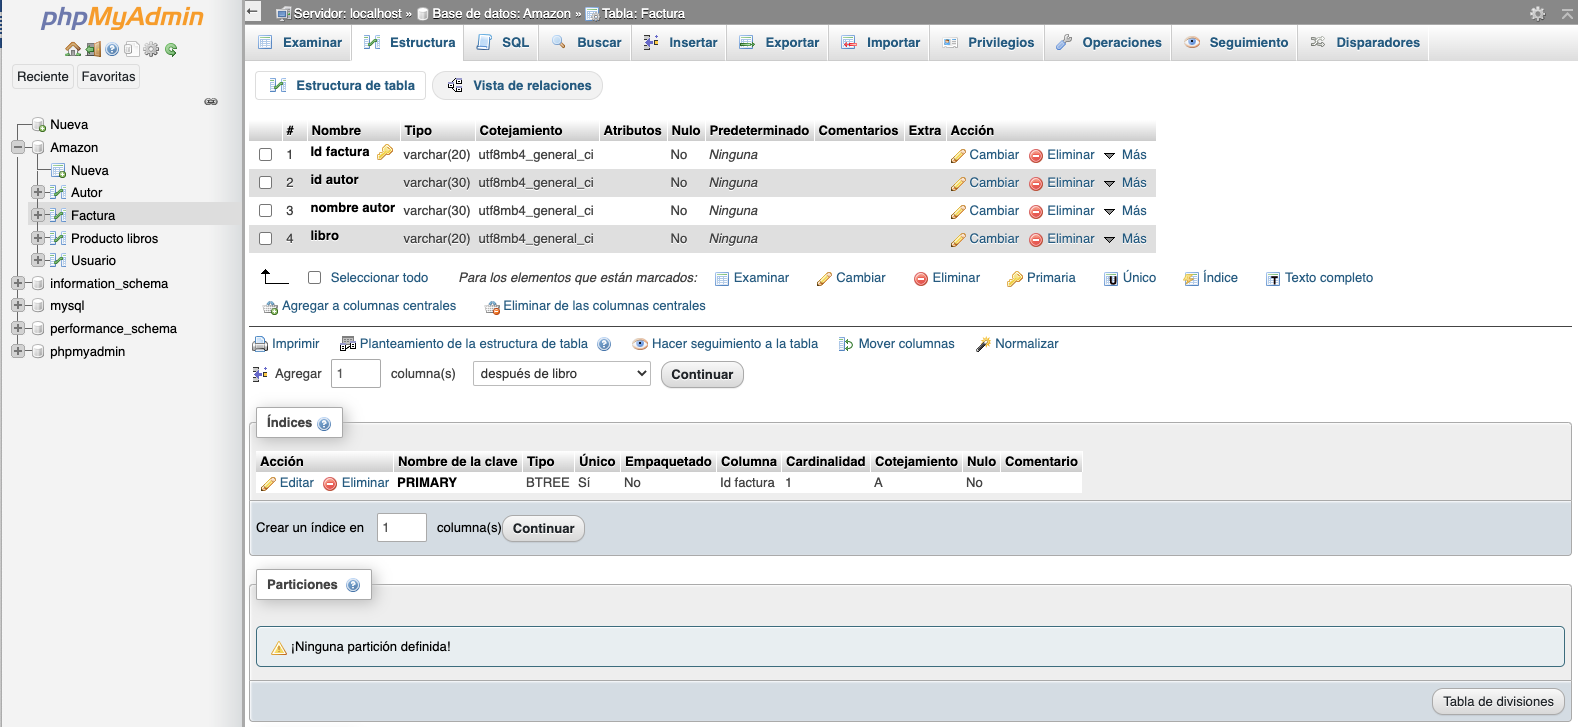 phpMyAdmin
Reciente Favoritas
Nueva
Amazon
Nueva
Autor
Factura
Producto libros
Usuario
information_schema
mysql
performance_schema
phpmyadmin
Servidor: localhost » Base de datos: Amazon » Tabla: Factura
Examinar Estructura SQL Buscar Insertar Exportar Importar Privilegios Operaciones Seguimiento Disparadores
Estructura de tabla Vista de relaciones
# Nombre Tipo Cotejamiento Atributos Nulo Predeterminado Comentarios Extra Acción
1 Id factura varchar(20) utf8mb4_general_ci No Ninguna Cambiar Eliminar Más
2 id autor varchar(30) utf8mb4_general_ci No Ninguna Cambiar Eliminar Más
3 nombre autor varchar(30) utf8mb4_general_ci No Ninguna Cambiar Eliminar Más
4 libro varchar(20) utf8mb4_general_ci No Ninguna Cambiar Eliminar Más
Seleccionar todo Para los elementos que están marcados: Examinar Cambiar Eliminar Primaria Único Índice Texto completo
Agregar a columnas centrales Eliminar de las columnas centrales
Imprimir Planteamiento de la estructura de tabla Hacer seguimiento a la tabla Mover columnas Normalizar
Agregar 1 columna(s) después de libro Continuar
Índices
Acción Nombre de la clave Tipo Único Empaquetado Columna Cardinalidad Cotejamiento Nulo Comentario
Editar Eliminar PRIMARY BTREE Sí No Id factura 1 A No
Crear un índice en 1 columna(s) Continuar
Particiones
¡Ninguna partición definida!
Tabla de divisiones